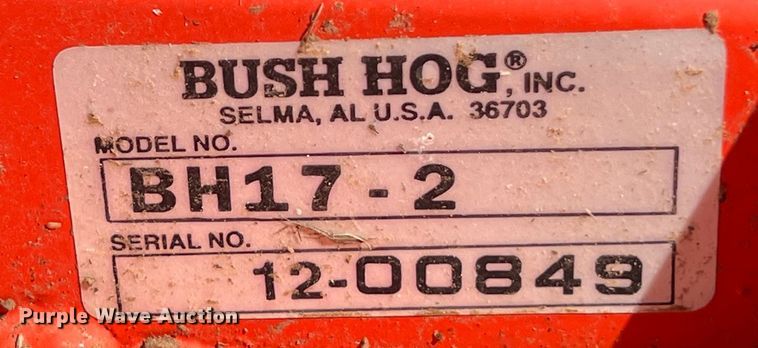 BUSH HOG®, INC.
SELMA, AL U.S.A. 36703
MODEL NO.
BH17-2
SERIAL NO.
12-00849
Purple Wave Auction